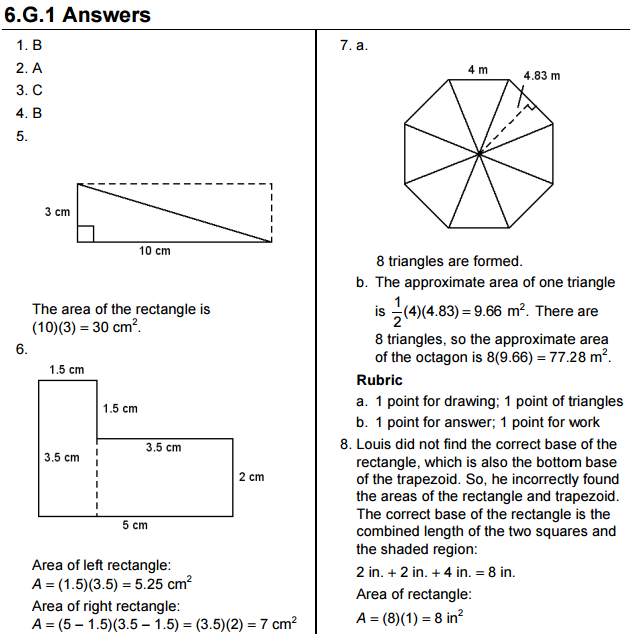 6.G.1 Answers
1. B
2. A
3. C
4. B
5.
3 cm
10 cm
The area of the rectangle is
(10)(3) = 30 cm².
6.
1.5 cm
1.5 cm
3.5 cm
3.5 cm
2 cm
5 cm
Area of left rectangle:
A = (1.5)(3.5) = 5.25 cm²
Area of right rectangle:
A = (5 – 1.5)(3.5 – 1.5) = (3.5)(2) = 7 cm²
7. a.
4 m
4.83 m
8 triangles are formed.
b. The approximate area of one triangle
is 1/2(4)(4.83) = 9.66 m². There are
8 triangles, so the approximate area
of the octagon is 8(9.66) = 77.28 m².
Rubric
a. 1 point for drawing; 1 point of triangles
b. 1 point for answer; 1 point for work
8. Louis did not find the correct base of the
rectangle, which is also the bottom base
of the trapezoid. So, he incorrectly found
the areas of the rectangle and trapezoid.
The correct base of the rectangle is the
combined length of the two squares and
the shaded region:
2 in. + 2 in. + 4 in. = 8 in.
Area of rectangle:
A = (8)(1) = 8 in²